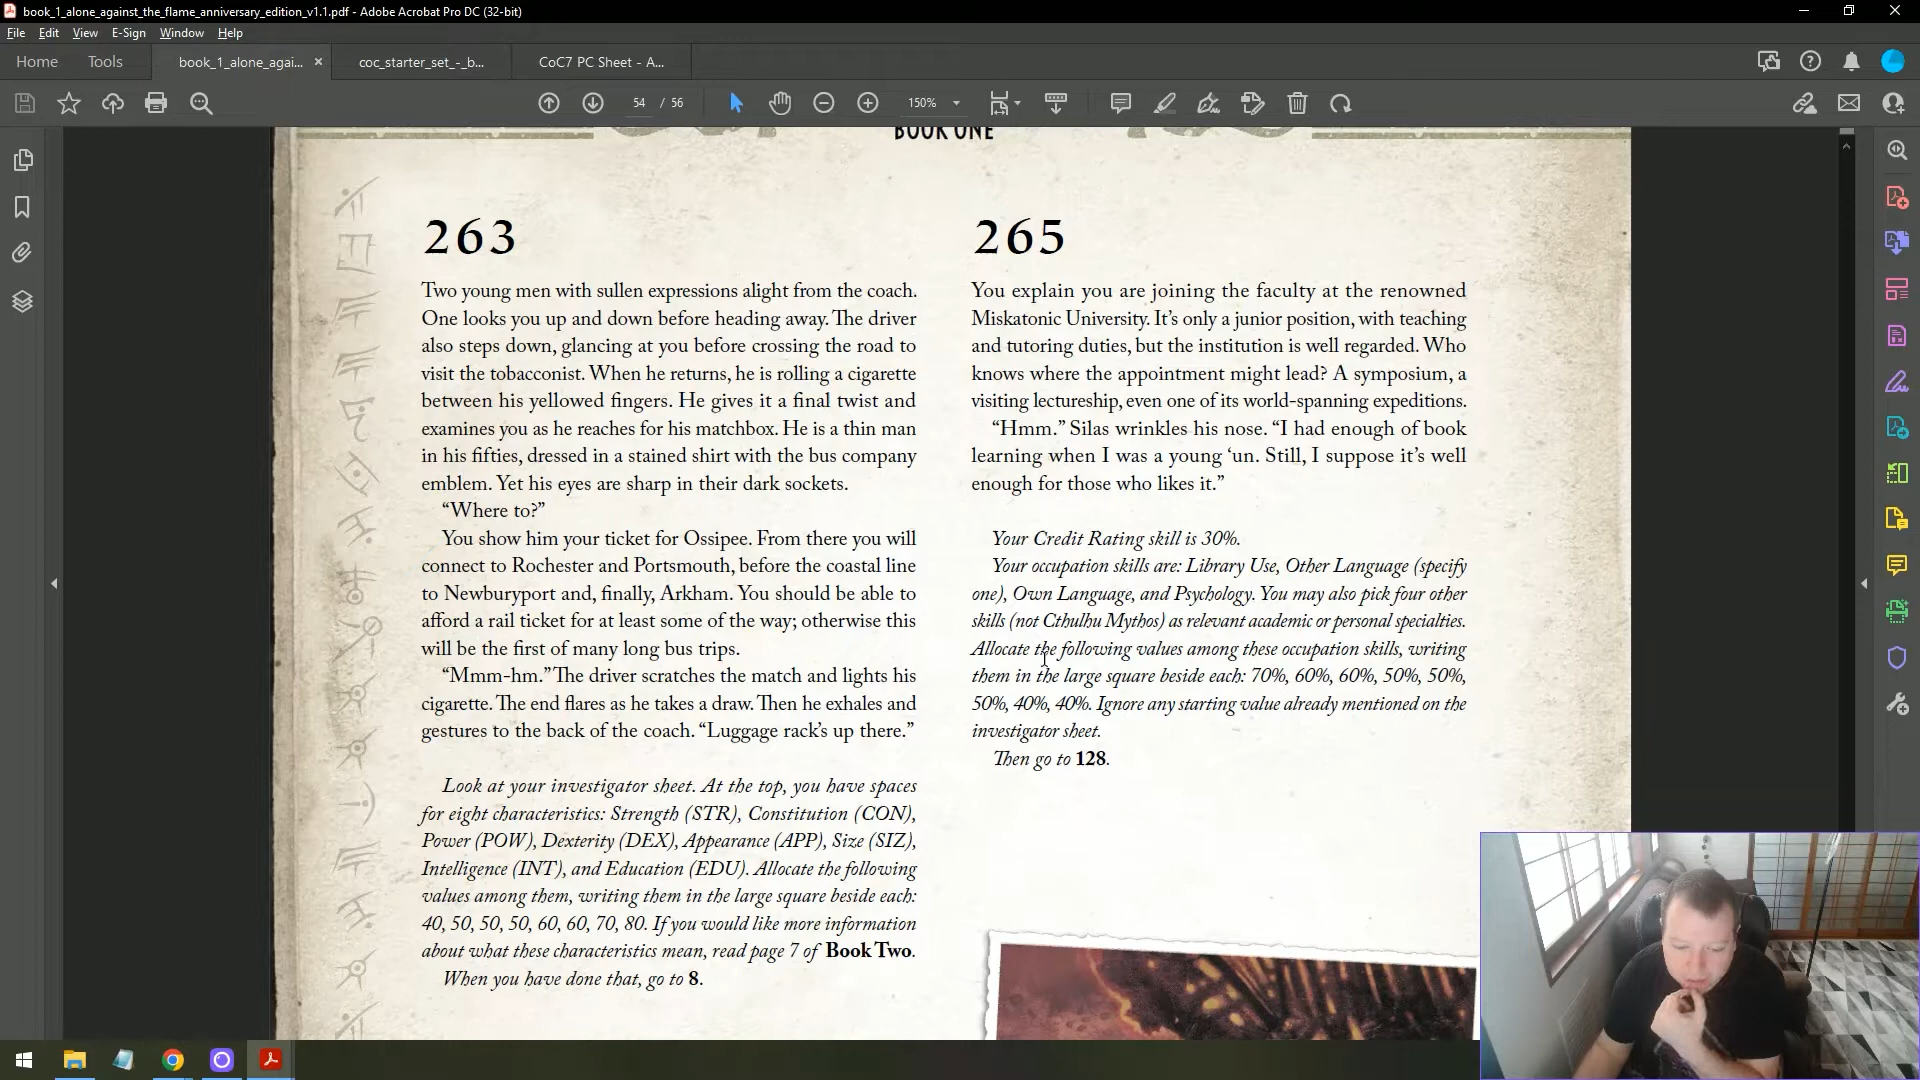 book_1_alone_against_the_flame_anniversary_edition_v1.1.pdf - Adobe Acrobat Pro DC (32-bit)
File Edit View E-Sign Window Help
Home Tools book_1_alone_agai... × coc_starter_set_-_b... CoC7 PC Sheet - A...
54 / 56 150%
BOOK ONE
263
Two young men with sullen expressions alight from the coach.
One looks you up and down before heading away. The driver
also steps down, glancing at you before crossing the road to
visit the tobacconist. When he returns, he is rolling a cigarette
between his yellowed fingers. He gives it a final twist and
examines you as he reaches for his matchbox. He is a thin man
in his fifties, dressed in a stained shirt with the bus company
emblem. Yet his eyes are sharp in their dark sockets.
“Where to?”
You show him your ticket for Ossipee. From there you will
connect to Rochester and Portsmouth, before the coastal line
to Newburyport and, finally, Arkham. You should be able to
afford a rail ticket for at least some of the way; otherwise this
will be the first of many long bus trips.
“Mmm-hm.” The driver scratches the match and lights his
cigarette. The end flares as he takes a draw. Then he exhales and
gestures to the back of the coach. “Luggage rack’s up there.”
Look at your investigator sheet. At the top, you have spaces
for eight characteristics: Strength (STR), Constitution (CON),
Power (POW), Dexterity (DEX), Appearance (APP), Size (SIZ),
Intelligence (INT), and Education (EDU). Allocate the following
values among them, writing them in the large square beside each:
40, 50, 50, 50, 60, 60, 70, 80. If you would like more information
about what these characteristics mean, read page 7 of Book Two.
When you have done that, go to 8.
265
You explain you are joining the faculty at the renowned
Miskatonic University. It’s only a junior position, with teaching
and tutoring duties, but the institution is well regarded. Who
knows where the appointment might lead? A symposium, a
visiting lectureship, even one of its world-spanning expeditions.
“Hmm.” Silas wrinkles his nose. “I had enough of book
learning when I was a young ‘un. Still, I suppose it’s well
enough for those who likes it.”
Your Credit Rating skill is 30%.
Your occupation skills are: Library Use, Other Language (specify
one), Own Language, and Psychology. You may also pick four other
skills (not Cthulhu Mythos) as relevant academic or personal specialties.
Allocate the following values among these occupation skills, writing
them in the large square beside each: 70%, 60%, 60%, 50%, 50%,
50%, 40%, 40%. Ignore any starting value already mentioned on the
investigator sheet.
Then go to 128.